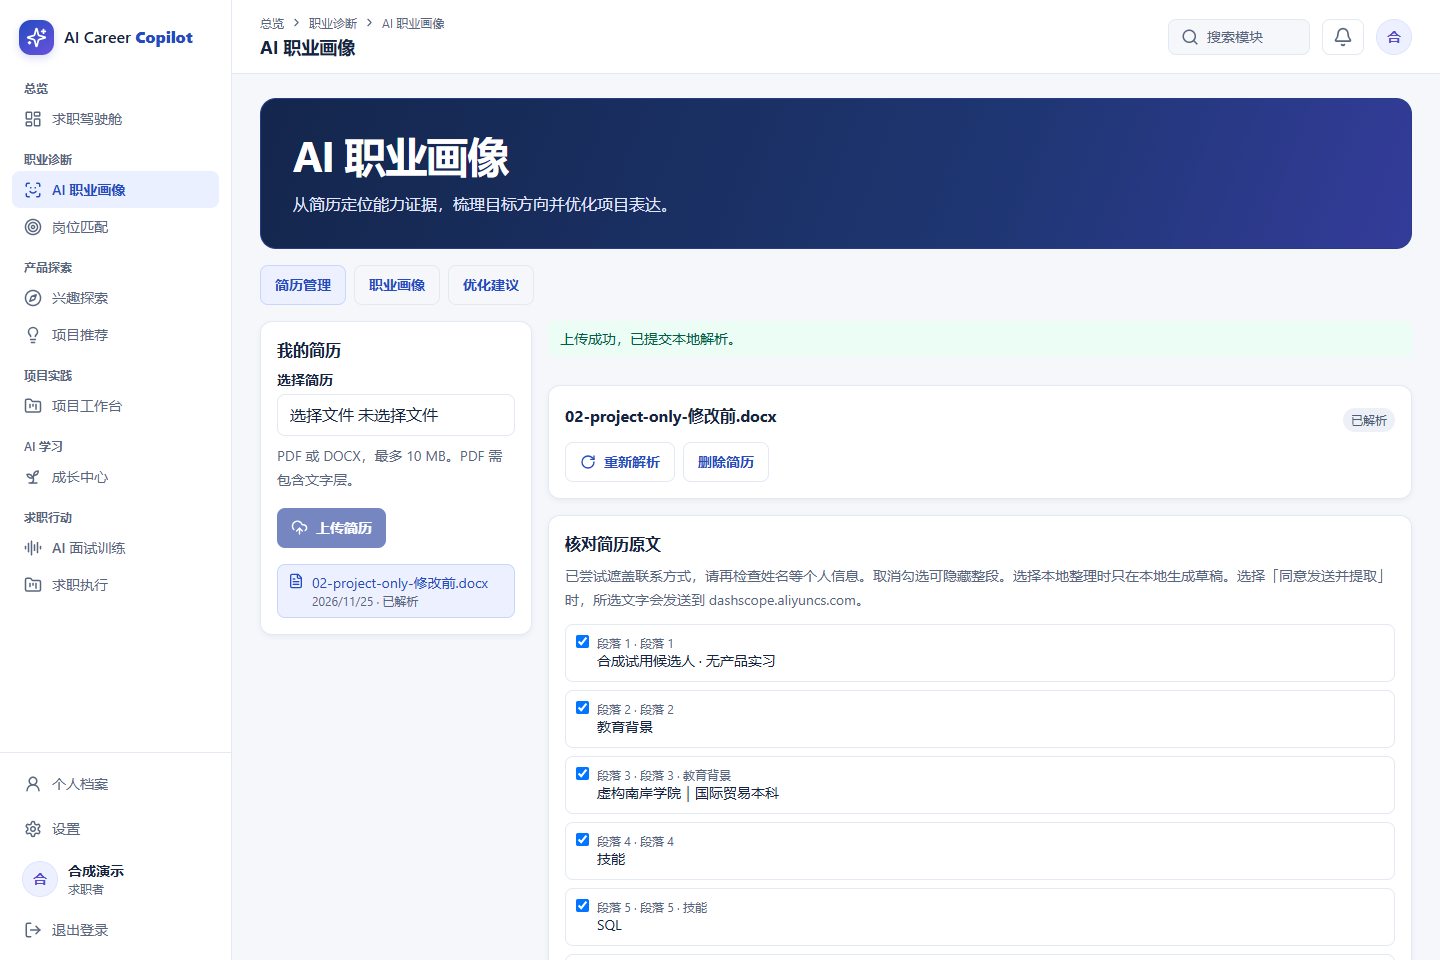 AI Career Copilot
总览
求职驾驶舱
职业诊断
AI 职业画像
岗位匹配
产品探索
兴趣探索
项目推荐
项目实践
项目工作台
AI 学习
成长中心
求职行动
AI 面试训练
求职执行
个人档案
设置
合
合成演示
求职者
退出登录
总览 > 职业诊断 > AI 职业画像
AI 职业画像
搜索模块
合
AI 职业画像
从简历定位能力证据，梳理目标方向并优化项目表达。
简历管理
职业画像
优化建议
我的简历
选择简历
选择文件 未选择文件
PDF 或 DOCX，最多 10 MB。PDF 需
包含文字层。
上传简历
02-project-only-修改前.docx
2026/11/25 · 已解析
上传成功，已提交本地解析。
02-project-only-修改前.docx
已解析
重新解析
删除简历
核对简历原文
已尝试遮盖联系方式，请再检查姓名等个人信息。取消勾选可隐藏整段。选择本地整理时只在本地生成草稿。选择「同意发送并提取」
时，所选文字会发送到 dashscope.aliyuncs.com。
段落 1 · 段落 1
合成试用候选人 · 无产品实习
段落 2 · 段落 2
教育背景
段落 3 · 段落 3 · 教育背景
虚构南岸学院｜国际贸易本科
段落 4 · 段落 4
技能
段落 5 · 段落 5 · 技能
SQL